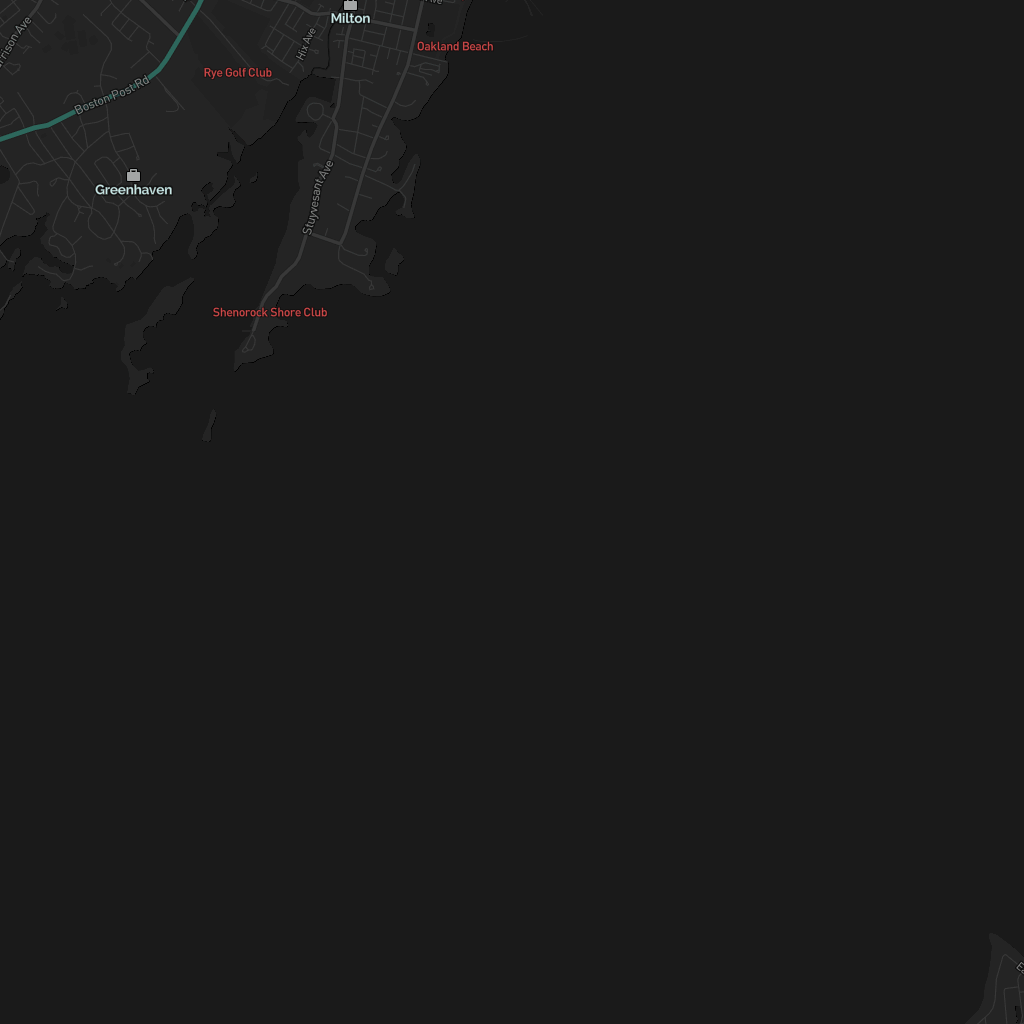 Milton
Hix Ave
Oakland Beach
Rye Golf Club
Boston Post Rd
Greenhaven
Stuyvesant Ave
Shenorock Shore Club